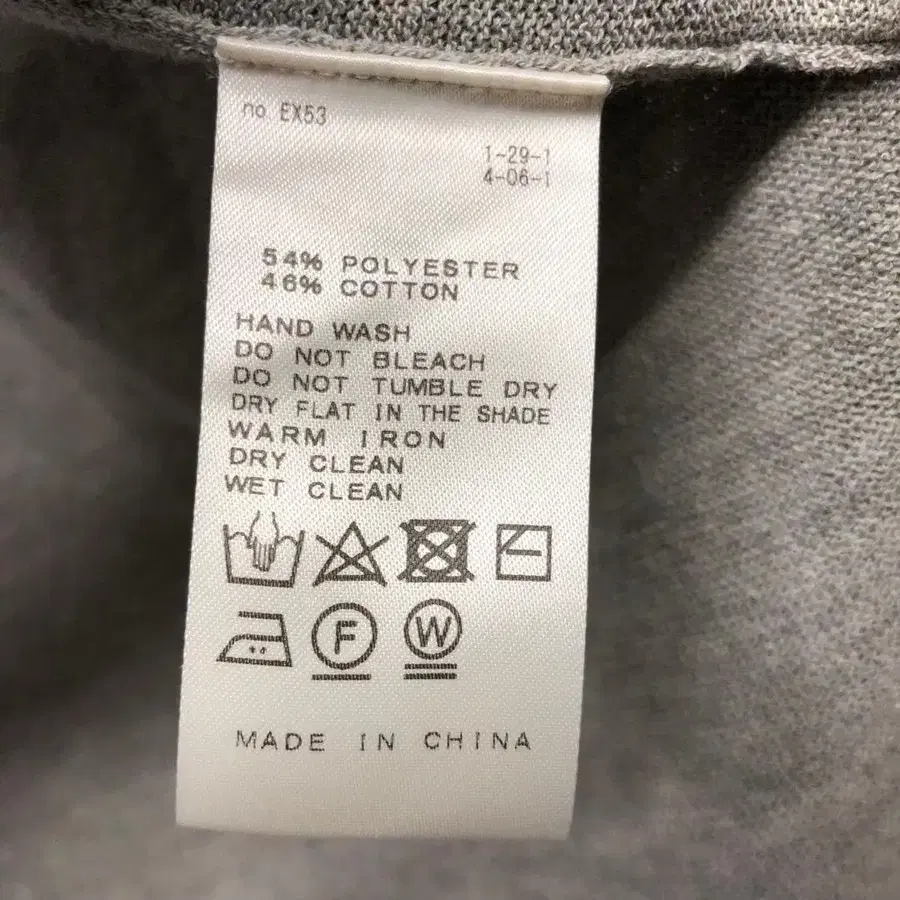 no. EX53
1-29-1
4-06-1
54% POLYESTER
46% COTTON
HAND WASH
DO NOT BLEACH
DO NOT TUMBLE DRY
DRY FLAT IN THE SHADE
WARM IRON
DRY CLEAN
WET CLEAN
F W
MADE IN CHINA